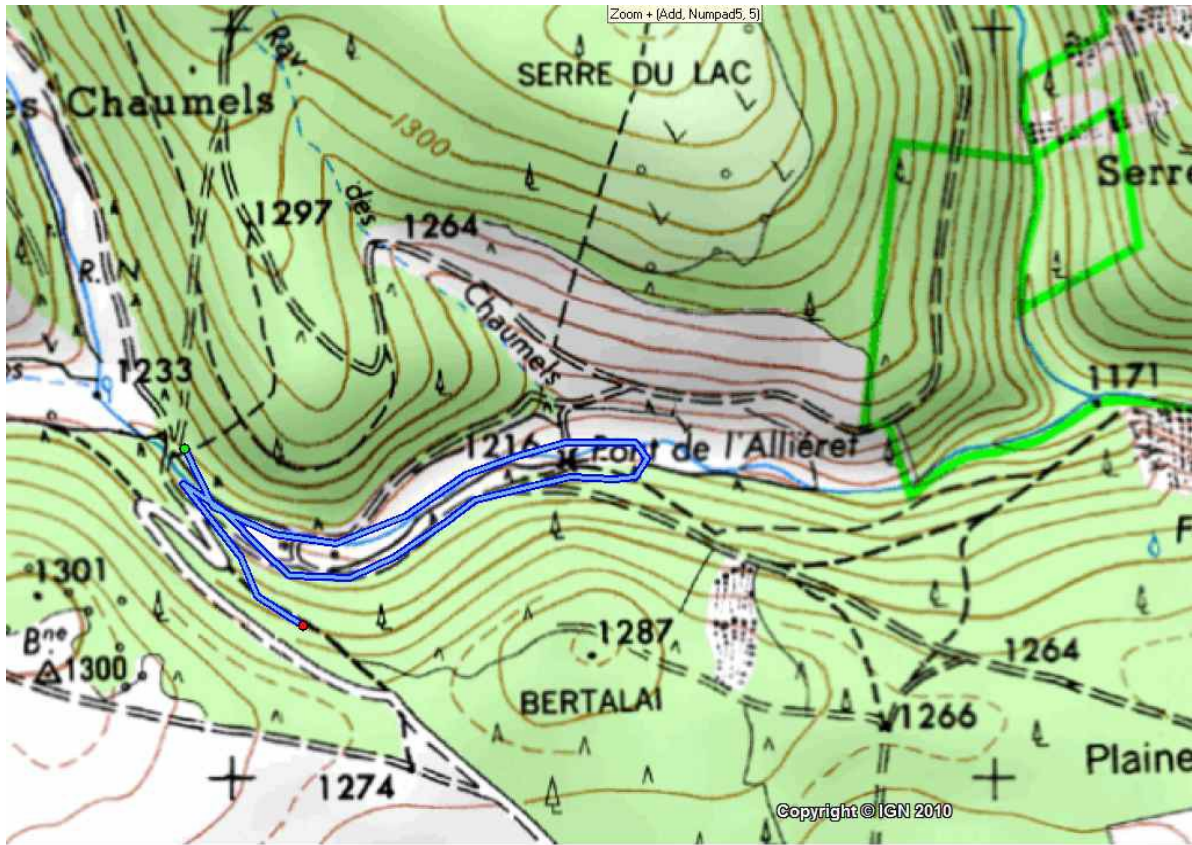 Zoom + (Add, Numpad5, 5)
Rav.
SERRE DU LAC
es Chaumels
1300
Serre
des
1297
1264
R. N
Chaumels
1233
1171
1216 Pont de l'Alliéret
1301
F
Bne
1287
1264
1300
BERTALAI
1266
Plaine
1274
Copyright © IGN 2010